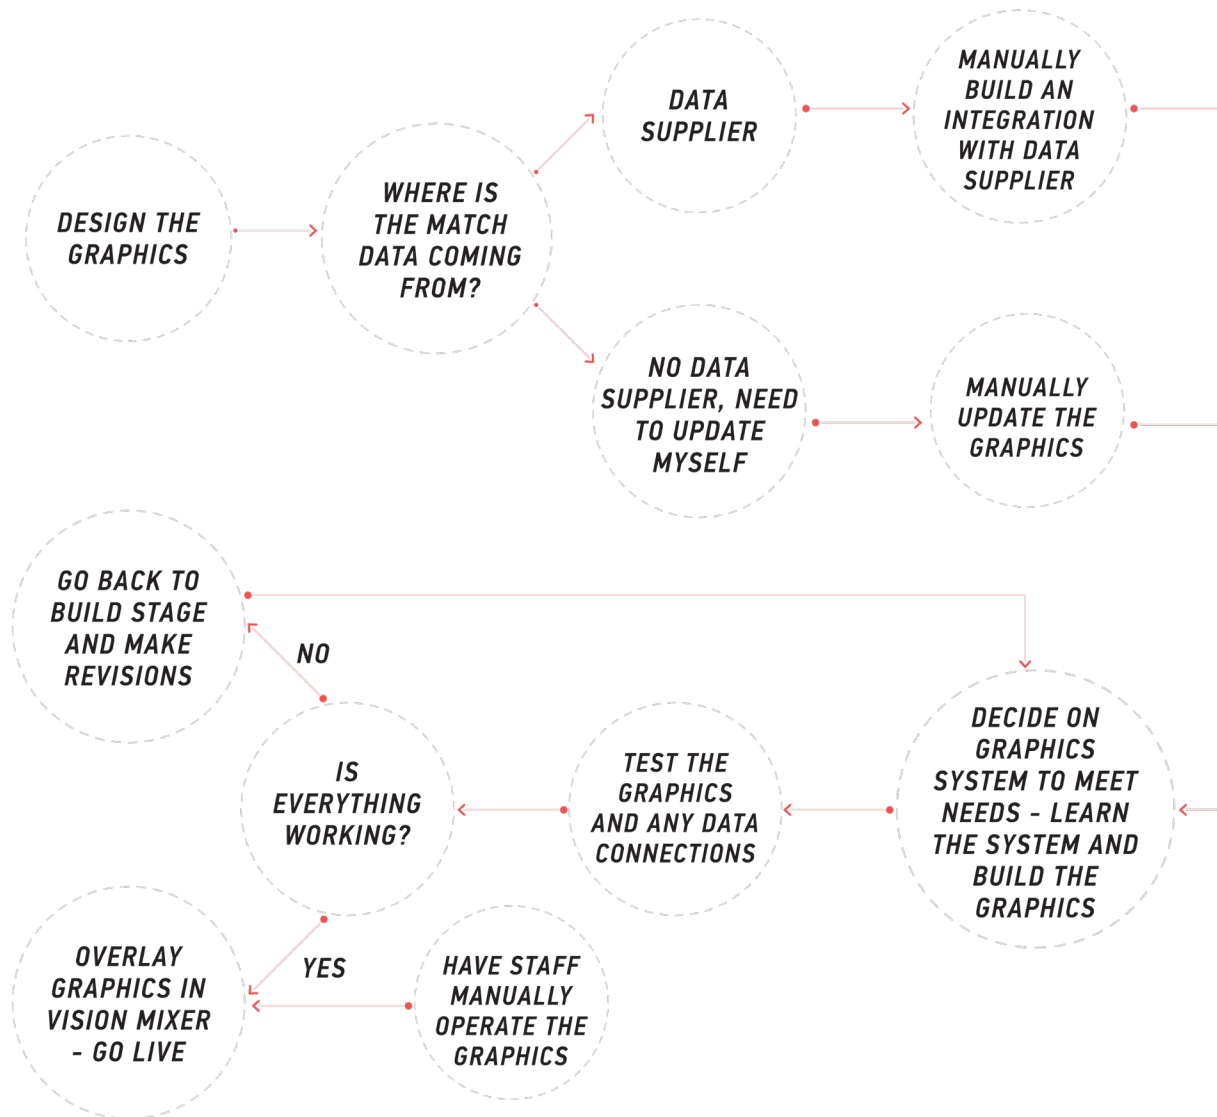 DESIGN THE
GRAPHICS
WHERE IS
THE MATCH
DATA COMING
FROM?
DATA
SUPPLIER
MANUALLY
BUILD AN
INTEGRATION
WITH DATA
SUPPLIER
NO DATA
SUPPLIER, NEED
TO UPDATE
MYSELF
MANUALLY
UPDATE THE
GRAPHICS
DECIDE ON
GRAPHICS
SYSTEM TO MEET
NEEDS - LEARN
THE SYSTEM AND
BUILD THE
GRAPHICS
TEST THE
GRAPHICS
AND ANY DATA
CONNECTIONS
IS
EVERYTHING
WORKING?
NO
GO BACK TO
BUILD STAGE
AND MAKE
REVISIONS
YES
OVERLAY
GRAPHICS IN
VISION MIXER
- GO LIVE
HAVE STAFF
MANUALLY
OPERATE THE
GRAPHICS